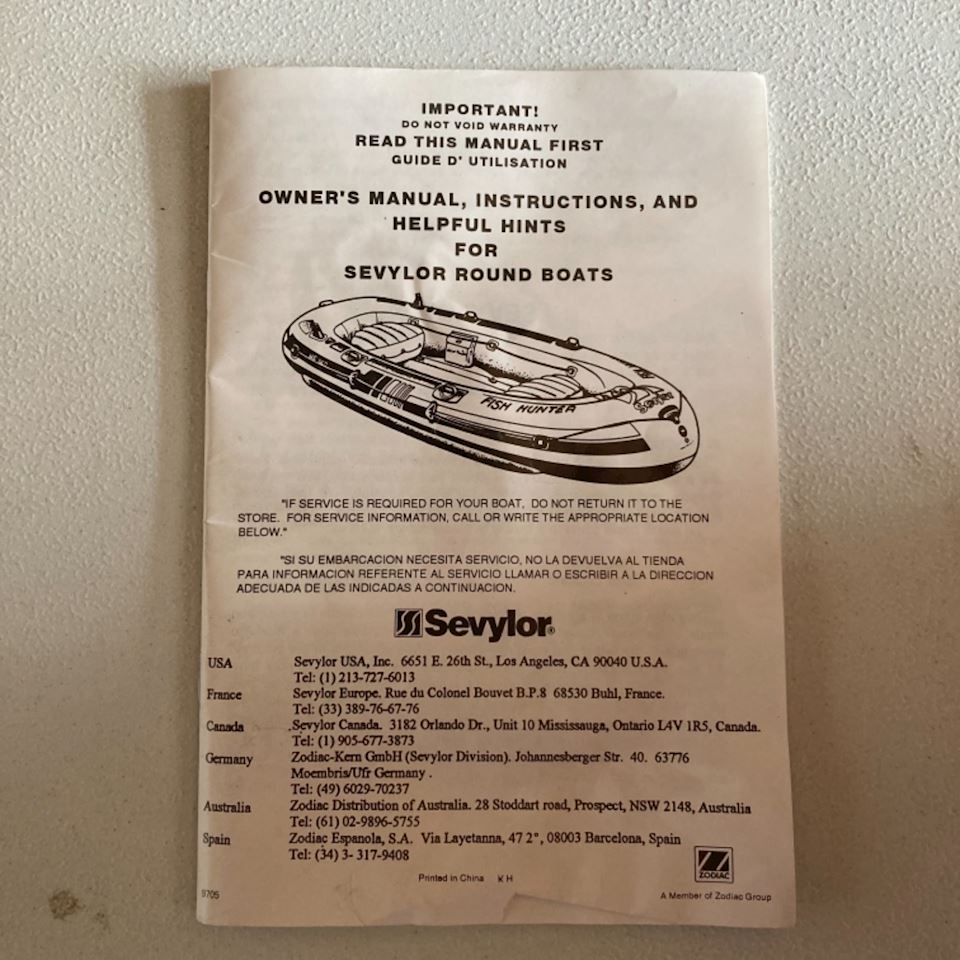 IMPORTANT!
DO NOT VOID WARRANTY
READ THIS MANUAL FIRST
GUIDE D' UTILISATION
OWNER'S MANUAL, INSTRUCTIONS, AND
HELPFUL HINTS
FOR
SEVYLOR ROUND BOATS
FISH HUNTER
Sevylor
"IF SERVICE IS REQUIRED FOR YOUR BOAT, DO NOT RETURN IT TO THE
STORE. FOR SERVICE INFORMATION, CALL OR WRITE THE APPROPRIATE LOCATION
BELOW."
"SI SU EMBARCACION NECESITA SERVICIO, NO LA DEVUELVA AL TIENDA
PARA INFORMACION REFERENTE AL SERVICIO LLAMAR O ESCRIBIR A LA DIRECCION
ADECUADA DE LAS INDICADAS A CONTINUACION.
Sevylor®
USA Sevylor USA, Inc. 6651 E. 26th St., Los Angeles, CA 90040 U.S.A.
Tel: (1) 213-727-6013
France Sevylor Europe. Rue du Colonel Bouvet B.P.8 68530 Buhl, France.
Tel: (33) 389-76-67-76
Canada Sevylor Canada. 3182 Orlando Dr., Unit 10 Mississauga, Ontario L4V 1R5, Canada.
Tel: (1) 905-677-3873
Germany Zodiac-Kern GmbH (Sevylor Division). Johannesberger Str. 40. 63776
Moembris/Ufr Germany .
Tel: (49) 6029-70237
Australia Zodiac Distribution of Australia. 28 Stoddart road, Prospect, NSW 2148, Australia
Tel: (61) 02-9896-5755
Spain Zodiac Espanola, S.A. Via Layetanna, 47 2°, 08003 Barcelona, Spain
Tel: (34) 3- 317-9408
ZODIAC
Printed in China K H
9705 A Member of Zodiac Group